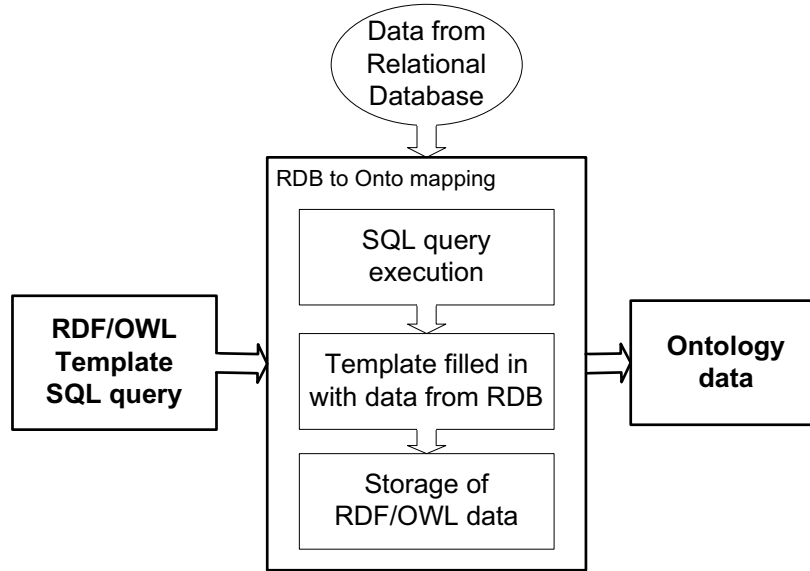 Data from
Relational
Database
RDB to Onto mapping
SQL query
execution
RDF/OWL
Template
SQL query
Template filled in
with data from RDB
Ontology
data
Storage of
RDF/OWL data